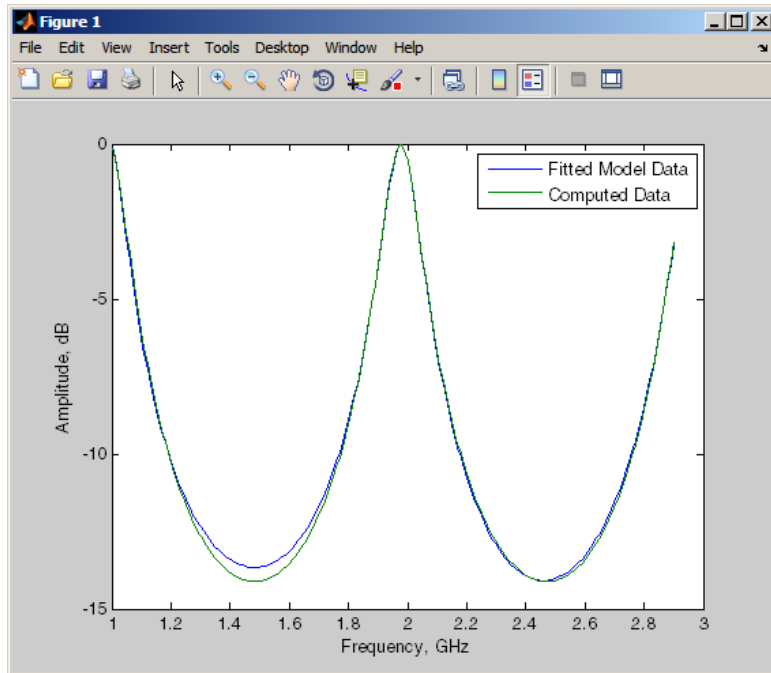 Figure 1
File Edit View Insert Tools Desktop Window Help
Fitted Model Data
Computed Data
0
-5
-10
-15
Amplitude, dB
1 1.2 1.4 1.6 1.8 2 2.2 2.4 2.6 2.8 3
Frequency, GHz